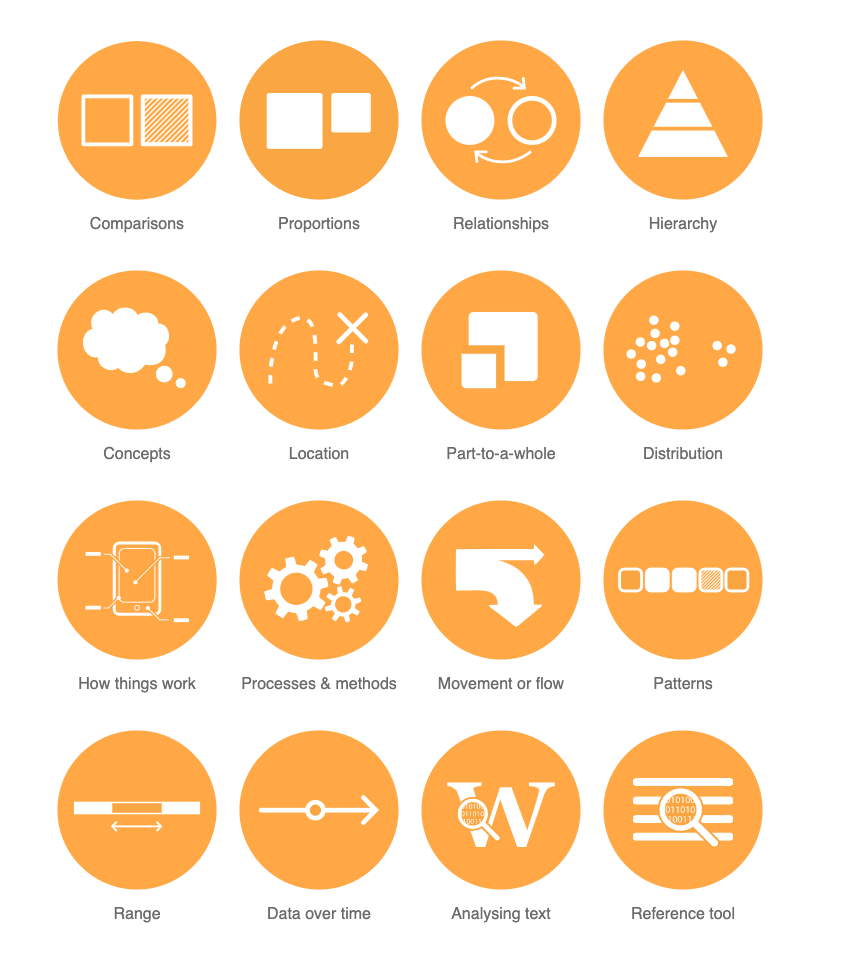 Comparisons
Proportions
Relationships
Hierarchy
Concepts
Location
Part-to-a-whole
Distribution
How things work
Processes & methods
Movement or flow
Patterns
W
Range
Data over time
Analysing text
Reference tool